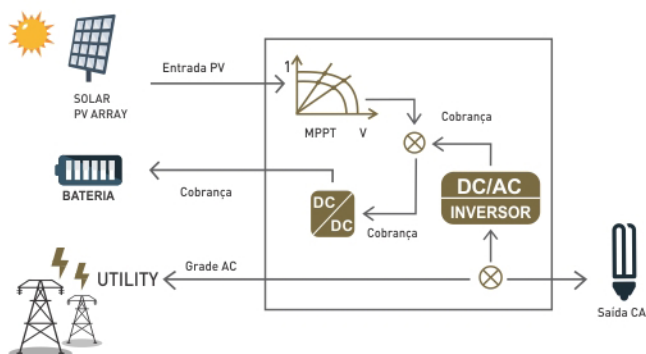 Entrada PV
SOLAR
PV ARRAY
1
MPPT V
Cobrança
BATERIA
Cobrança
DC
DC
Cobrança
DC/AC
INVERSOR
UTILITY
Grade AC
Saída CA